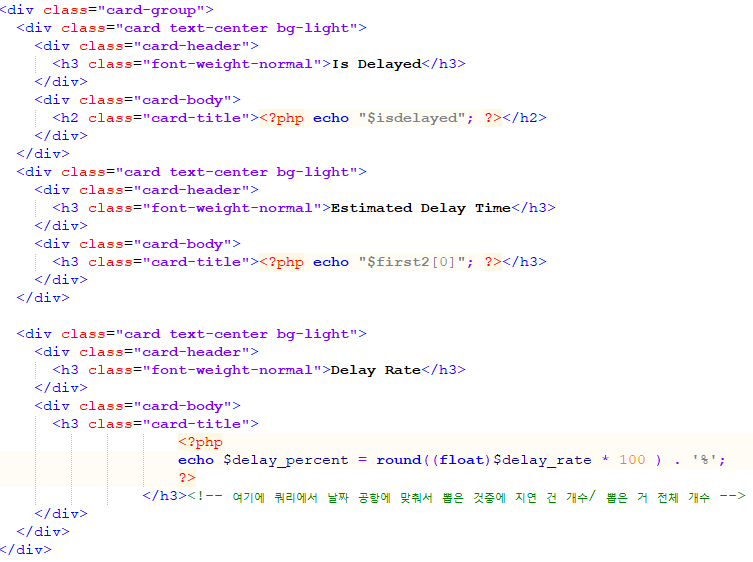 <div class="card-group">
<div class="card text-center bg-light">
<div class="card-header">
<h3 class="font-weight-normal">Is Delayed</h3>
</div>
<div class="card-body">
<h2 class="card-title"><?php echo "$isdelayed"; ?></h2>
</div>
</div>
<div class="card text-center bg-light">
<div class="card-header">
<h3 class="font-weight-normal">Estimated Delay Time</h3>
</div>
<div class="card-body">
<h3 class="card-title"><?php echo "$first2[0]"; ?></h3>
</div>
</div>
<div class="card text-center bg-light">
<div class="card-header">
<h3 class="font-weight-normal">Delay Rate</h3>
</div>
<div class="card-body">
<h3 class="card-title">
<?php
echo $delay_percent = round((float)$delay_rate * 100 ) . '%';
?>
</h3><!-- 여기에 쿼리에서 날짜 공항에 맞춰서 뽑은 것중에 지연 건 개수/ 뽑은 거 전체 개수 -->
</div>
</div>
</div>